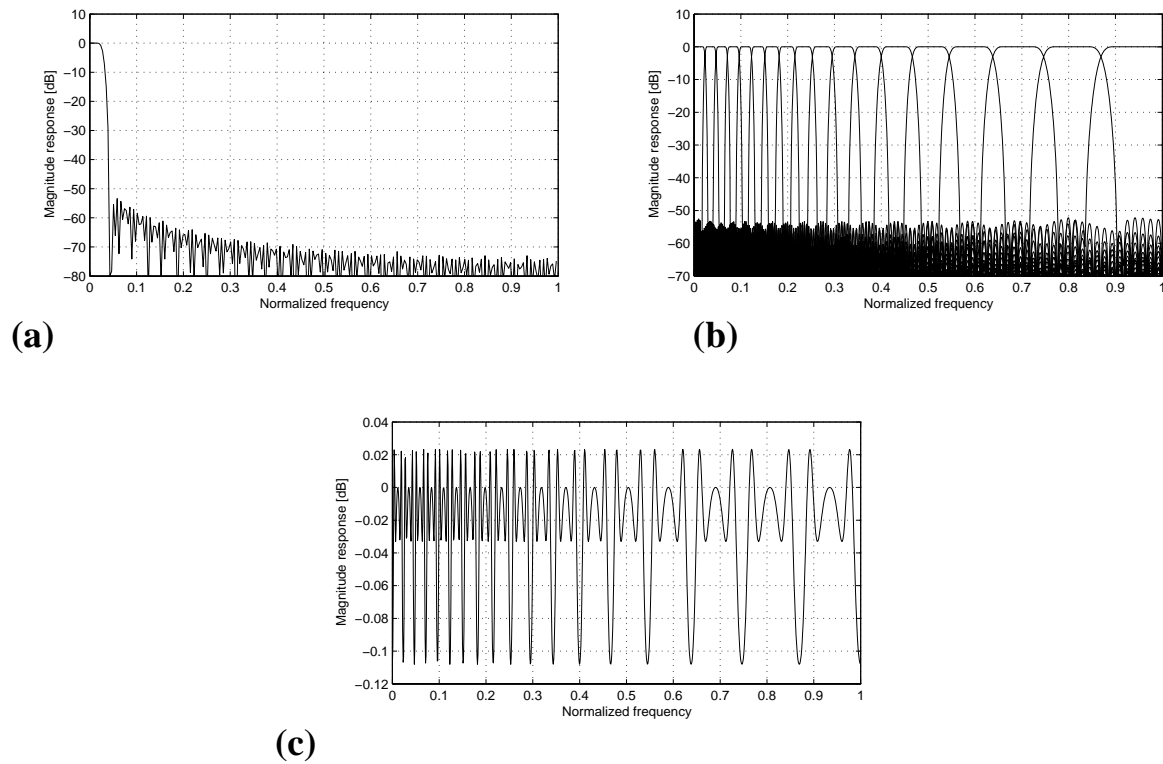 10
0
−10
−20
−30
−40
−50
−60
−70
−80
Magnitude response [dB]
0 0.1 0.2 0.3 0.4 0.5 0.6 0.7 0.8 0.9 1
Normalized frequency
(a)
10
0
−10
−20
−30
−40
−50
−60
−70
Magnitude response [dB]
0 0.1 0.2 0.3 0.4 0.5 0.6 0.7 0.8 0.9 1
Normalized frequency
(b)
0.04
0.02
0
−0.02
−0.04
−0.06
−0.08
−0.1
−0.12
Magnitude response [dB]
0 0.1 0.2 0.3 0.4 0.5 0.6 0.7 0.8 0.9 1
Normalized frequency
(c)